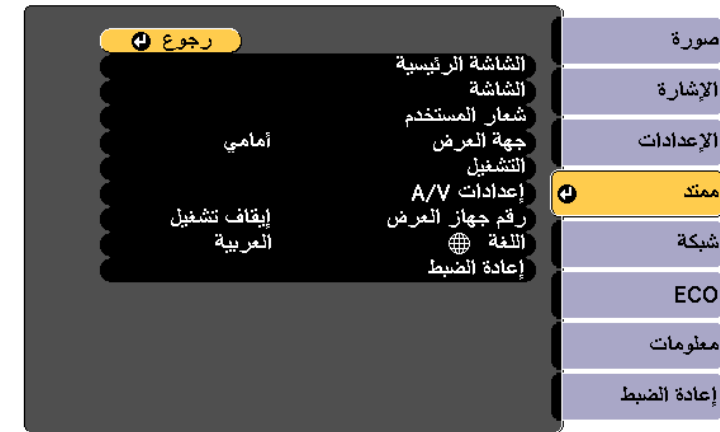 صورة
الإشارة
الإعدادات
ممتد
شبكة
ECO
معلومات
إعادة الضبط
رجوع
الشاشة الرئيسية
الشاشة
شعار المستخدم
جهة العرض أمامي
التشغيل
إعدادات A/V
رقم جهاز العرض إيقاف تشغيل
اللغة العربية
إعادة الضبط